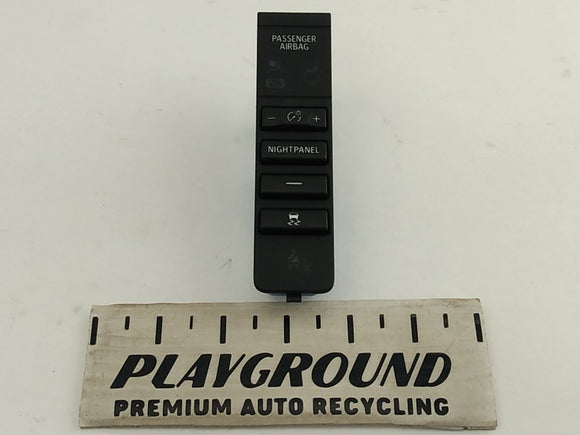 PASSENGER
AIRBAG
- +
NIGHTPANEL
PLAYGROUND
PREMIUM AUTO RECYCLING